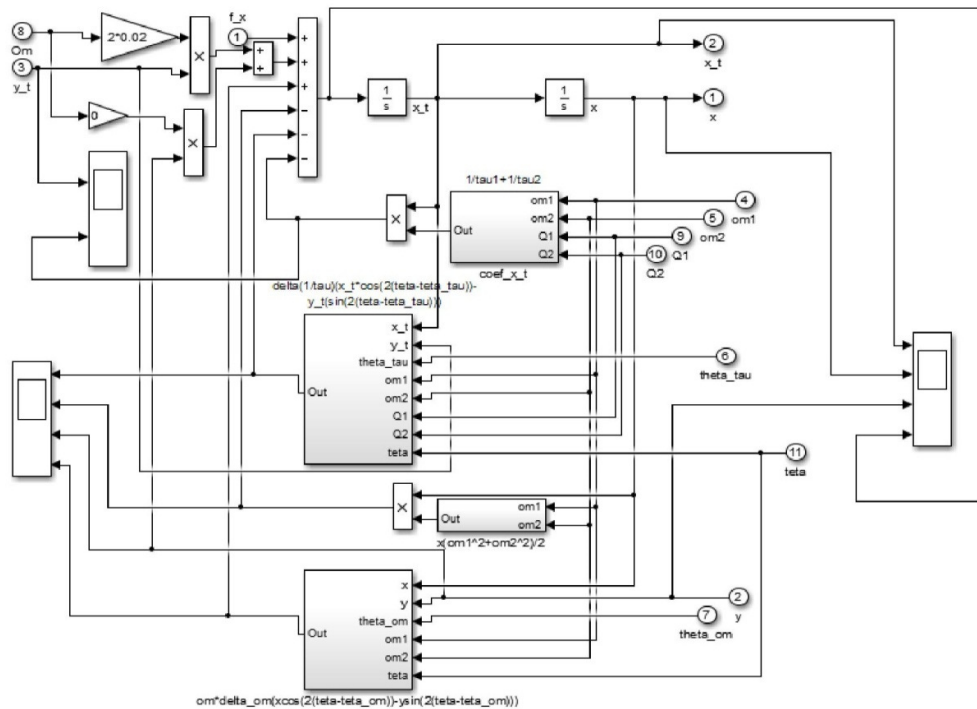 8
Om
3
y_t
2*0.02
f_x
1
0
×
×
+
+
+
+
+
−
−
−
1
s
x_t
1
s
x
2
x_t
1
x
1/tau1+1/tau2
×
Out
om1
om2
Q1
Q2
coef_x_t
4
om1
5
om2
9
Q1
10
Q2
delta(1/tau)(x_t*cos(2(teta-teta_tau))-
y_t(sin(2(teta-teta_tau)))
Out
x_t
y_t
theta_tau
om1
om2
Q1
Q2
teta
6
theta_tau
11
teta
×
Out
om1
om2
x(om1^2+om2^2)/2
Out
x
y
theta_om
om1
om2
teta
2
y
7
theta_om
om*delta_om(xcos(2(teta-teta_om))-ysin(2(teta-teta_om)))